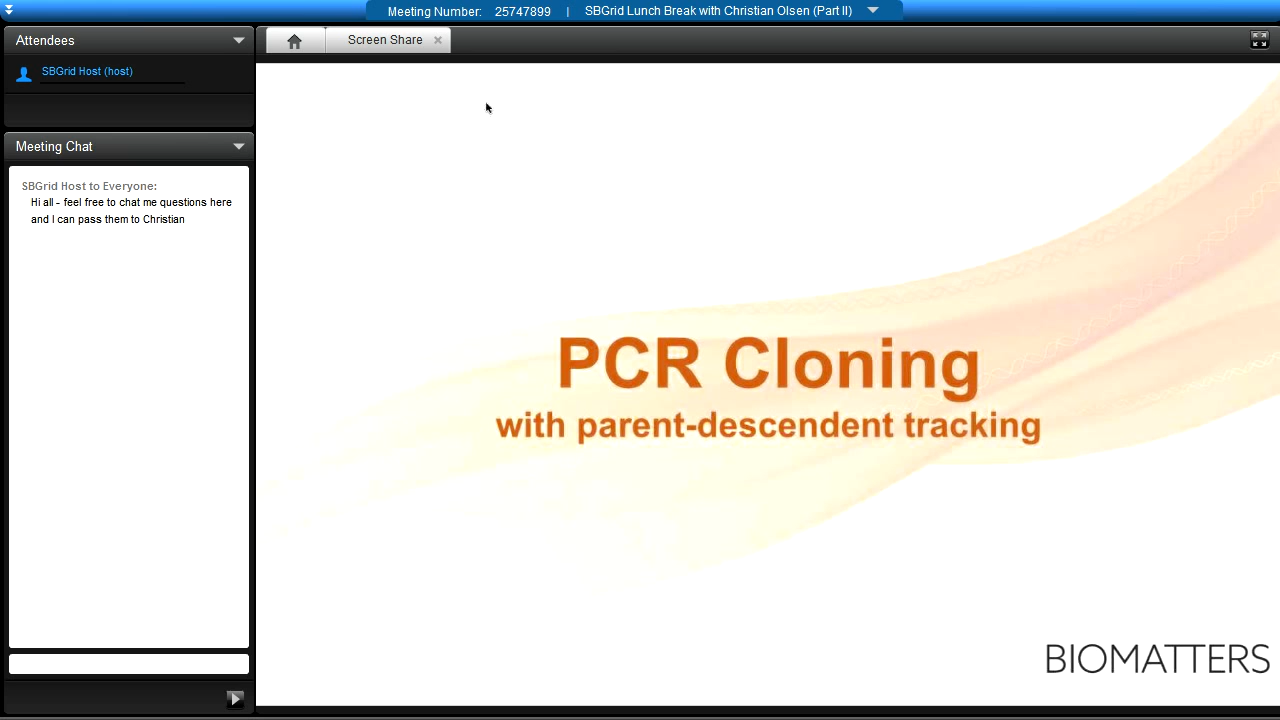 Meeting Number: 25747899 | SBGrid Lunch Break with Christian Olsen (Part II)
Attendees
SBGrid Host (host)
Meeting Chat
SBGrid Host to Everyone:
Hi all - feel free to chat me questions here
and I can pass them to Christian
Screen Share
PCR Cloning
with parent-descendent tracking
BIOMATTERS